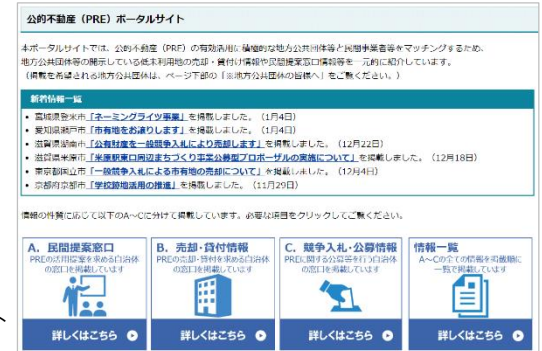 公的不動産（PRE）ポータルサイト
本ポータルサイトでは、公的不動産（PRE）の有効活用に積極的な地方公共団体等と民間事業者等をマッチングするため、
地方公共団体等の開示している低未利用地の売却・貸付け情報や民間提案窓口情報等を一元的に紹介しています。
（掲載を希望される地方公共団体は、ページ下部の「※地方公共団体の皆様へ」をご覧ください。）
新着情報一覧
• 宮城県登米市「ネーミングライツ事業」を掲載しました。（1月4日）
• 愛知県瀬戸市「市有地をお譲りします」を掲載しました。（1月4日）
• 滋賀県湖南市「公有財産を一般競争入札により売却します」を掲載しました。（12月22日）
• 滋賀県米原市「米原駅東口周辺まちづくり事業公募型プロポーザルの実施について」を掲載しました。（12月18日）
• 東京都国立市「一般競争入札による市有地の売却について」を掲載しました。（12月4日）
• 京都府京都市「学校跡地活用の推進」を掲載しました。（11月29日）
情報の性質に応じて以下のA～Cに分けて掲載しています。必要な項目をクリックしてご覧ください。
A. 民間提案窓口
PREの活用提案を求める自治体
の窓口を掲載しています
詳しくはこちら
B. 売却・貸付情報
PREの売却・貸付を求める自治体
の窓口を掲載しています
詳しくはこちら
C. 競争入札・公募情報
PREに関する公募等を行う自治体
の窓口を掲載しています
詳しくはこちら
情報一覧
A～Cの全ての情報を掲載順に
一覧で掲載しています
詳しくはこちら
ト